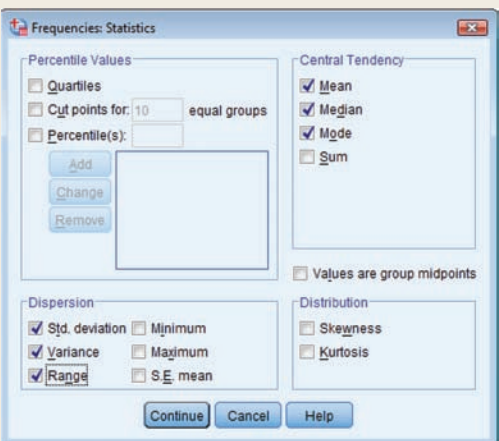 Frequencies: Statistics
Percentile Values
Quartiles
Cut points for: 10 equal groups
Percentile(s):
Add
Change
Remove
Central Tendency
Mean
Median
Mode
Sum
Values are group midpoints
Dispersion
Std. deviation Minimum
Variance Maximum
Range S.E. mean
Distribution
Skewness
Kurtosis
Continue Cancel Help